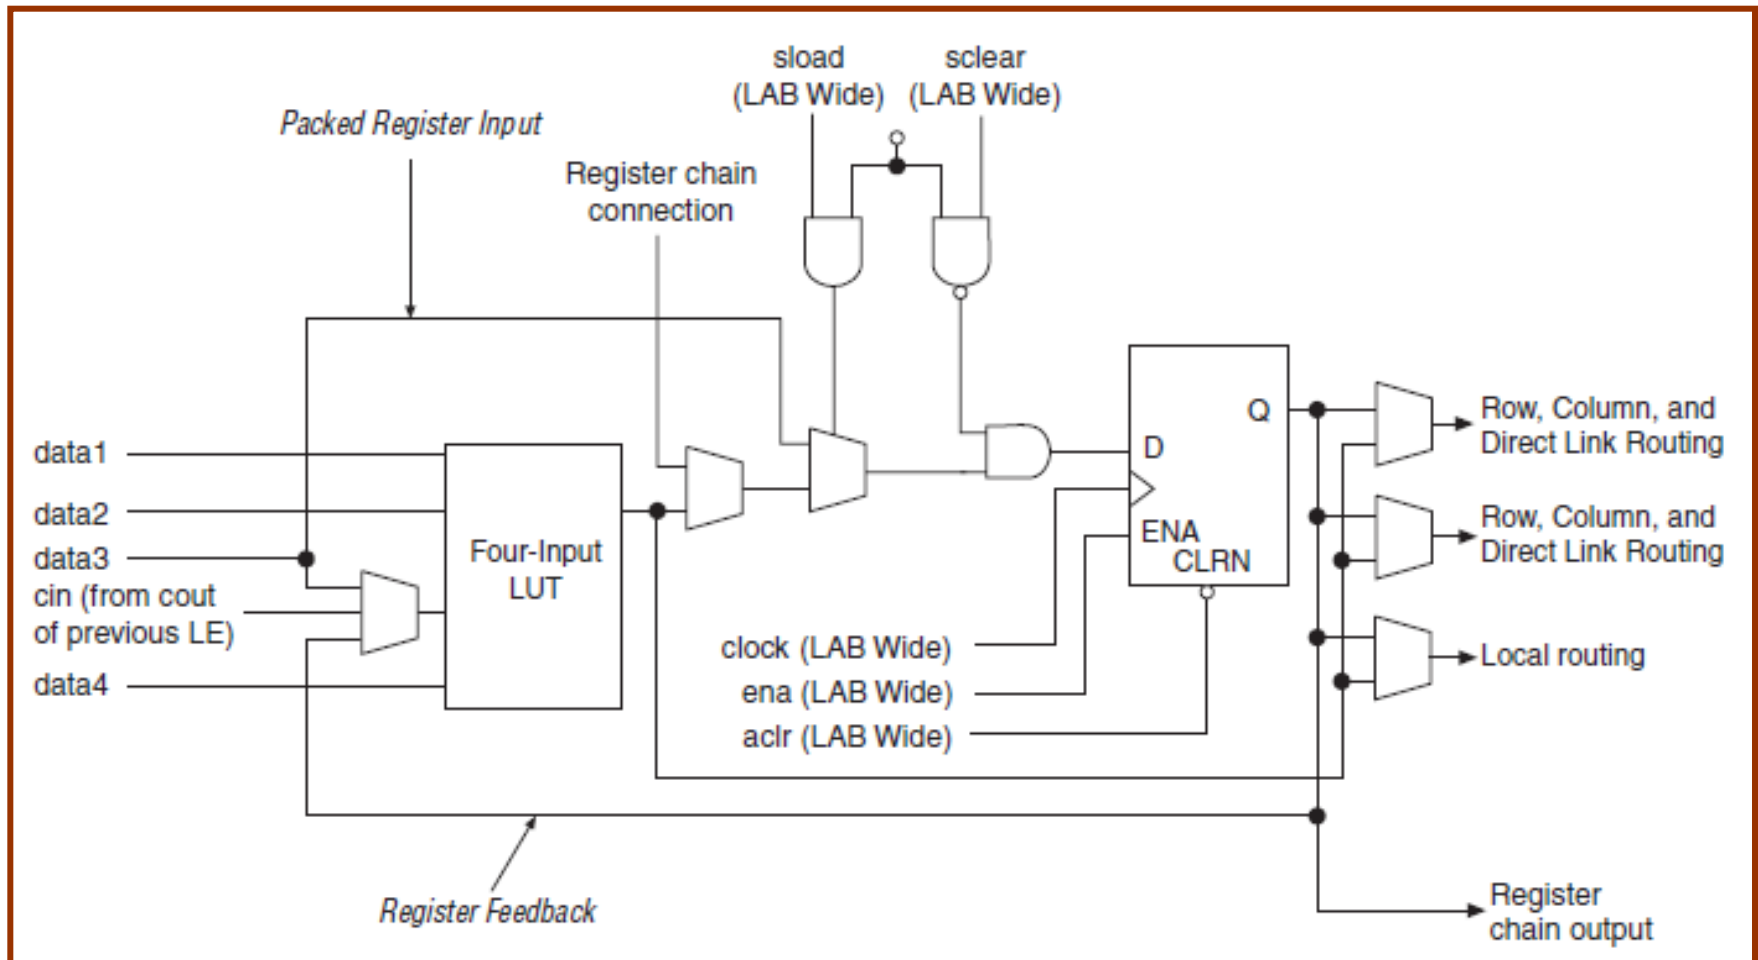 sload
(LAB Wide)
sclear
(LAB Wide)
Packed Register Input
Register chain
connection
data1
data2
data3
cin (from cout
of previous LE)
data4
Four-Input
LUT
D
Q
ENA
CLRN
clock (LAB Wide)
ena (LAB Wide)
aclr (LAB Wide)
Row, Column, and
Direct Link Routing
Row, Column, and
Direct Link Routing
Local routing
Register Feedback
Register
chain output